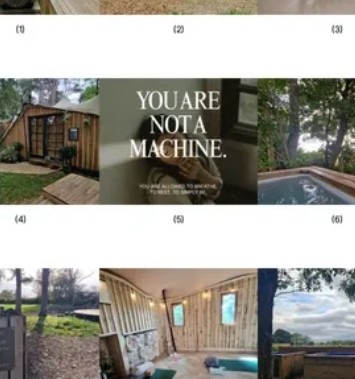 (1)
(2)
(3)
YOU ARE
NOT A
MACHINE.
YOU ARE ALLOWED TO BREATHE,
TO REST, TO SIMPLY BE.
(4)
(5)
(6)